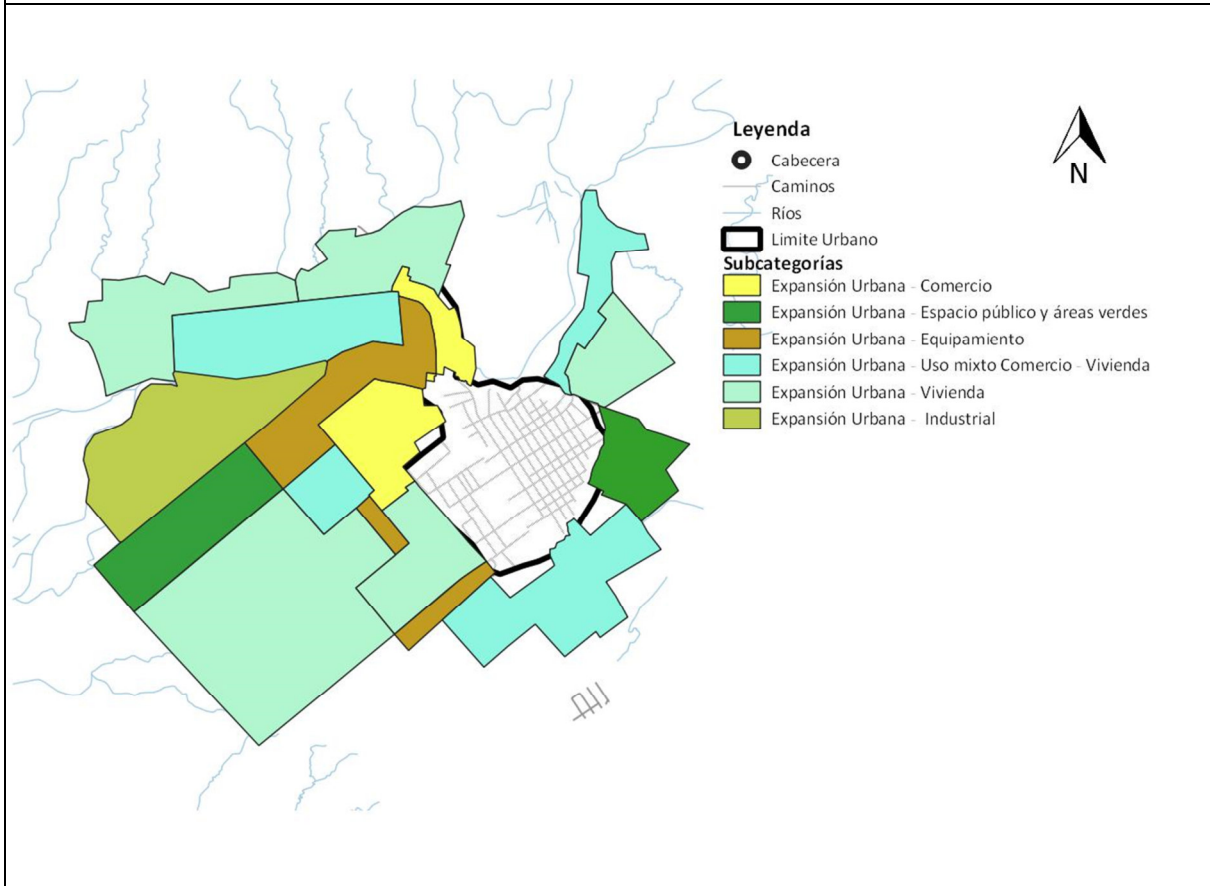 Leyenda
Cabecera
Caminos
Ríos
Limite Urbano
Subcategorías
Expansión Urbana - Comercio
Expansión Urbana - Espacio público y áreas verdes
Expansión Urbana - Equipamiento
Expansión Urbana - Uso mixto Comercio - Vivienda
Expansión Urbana - Vivienda
Expansión Urbana - Industrial
N